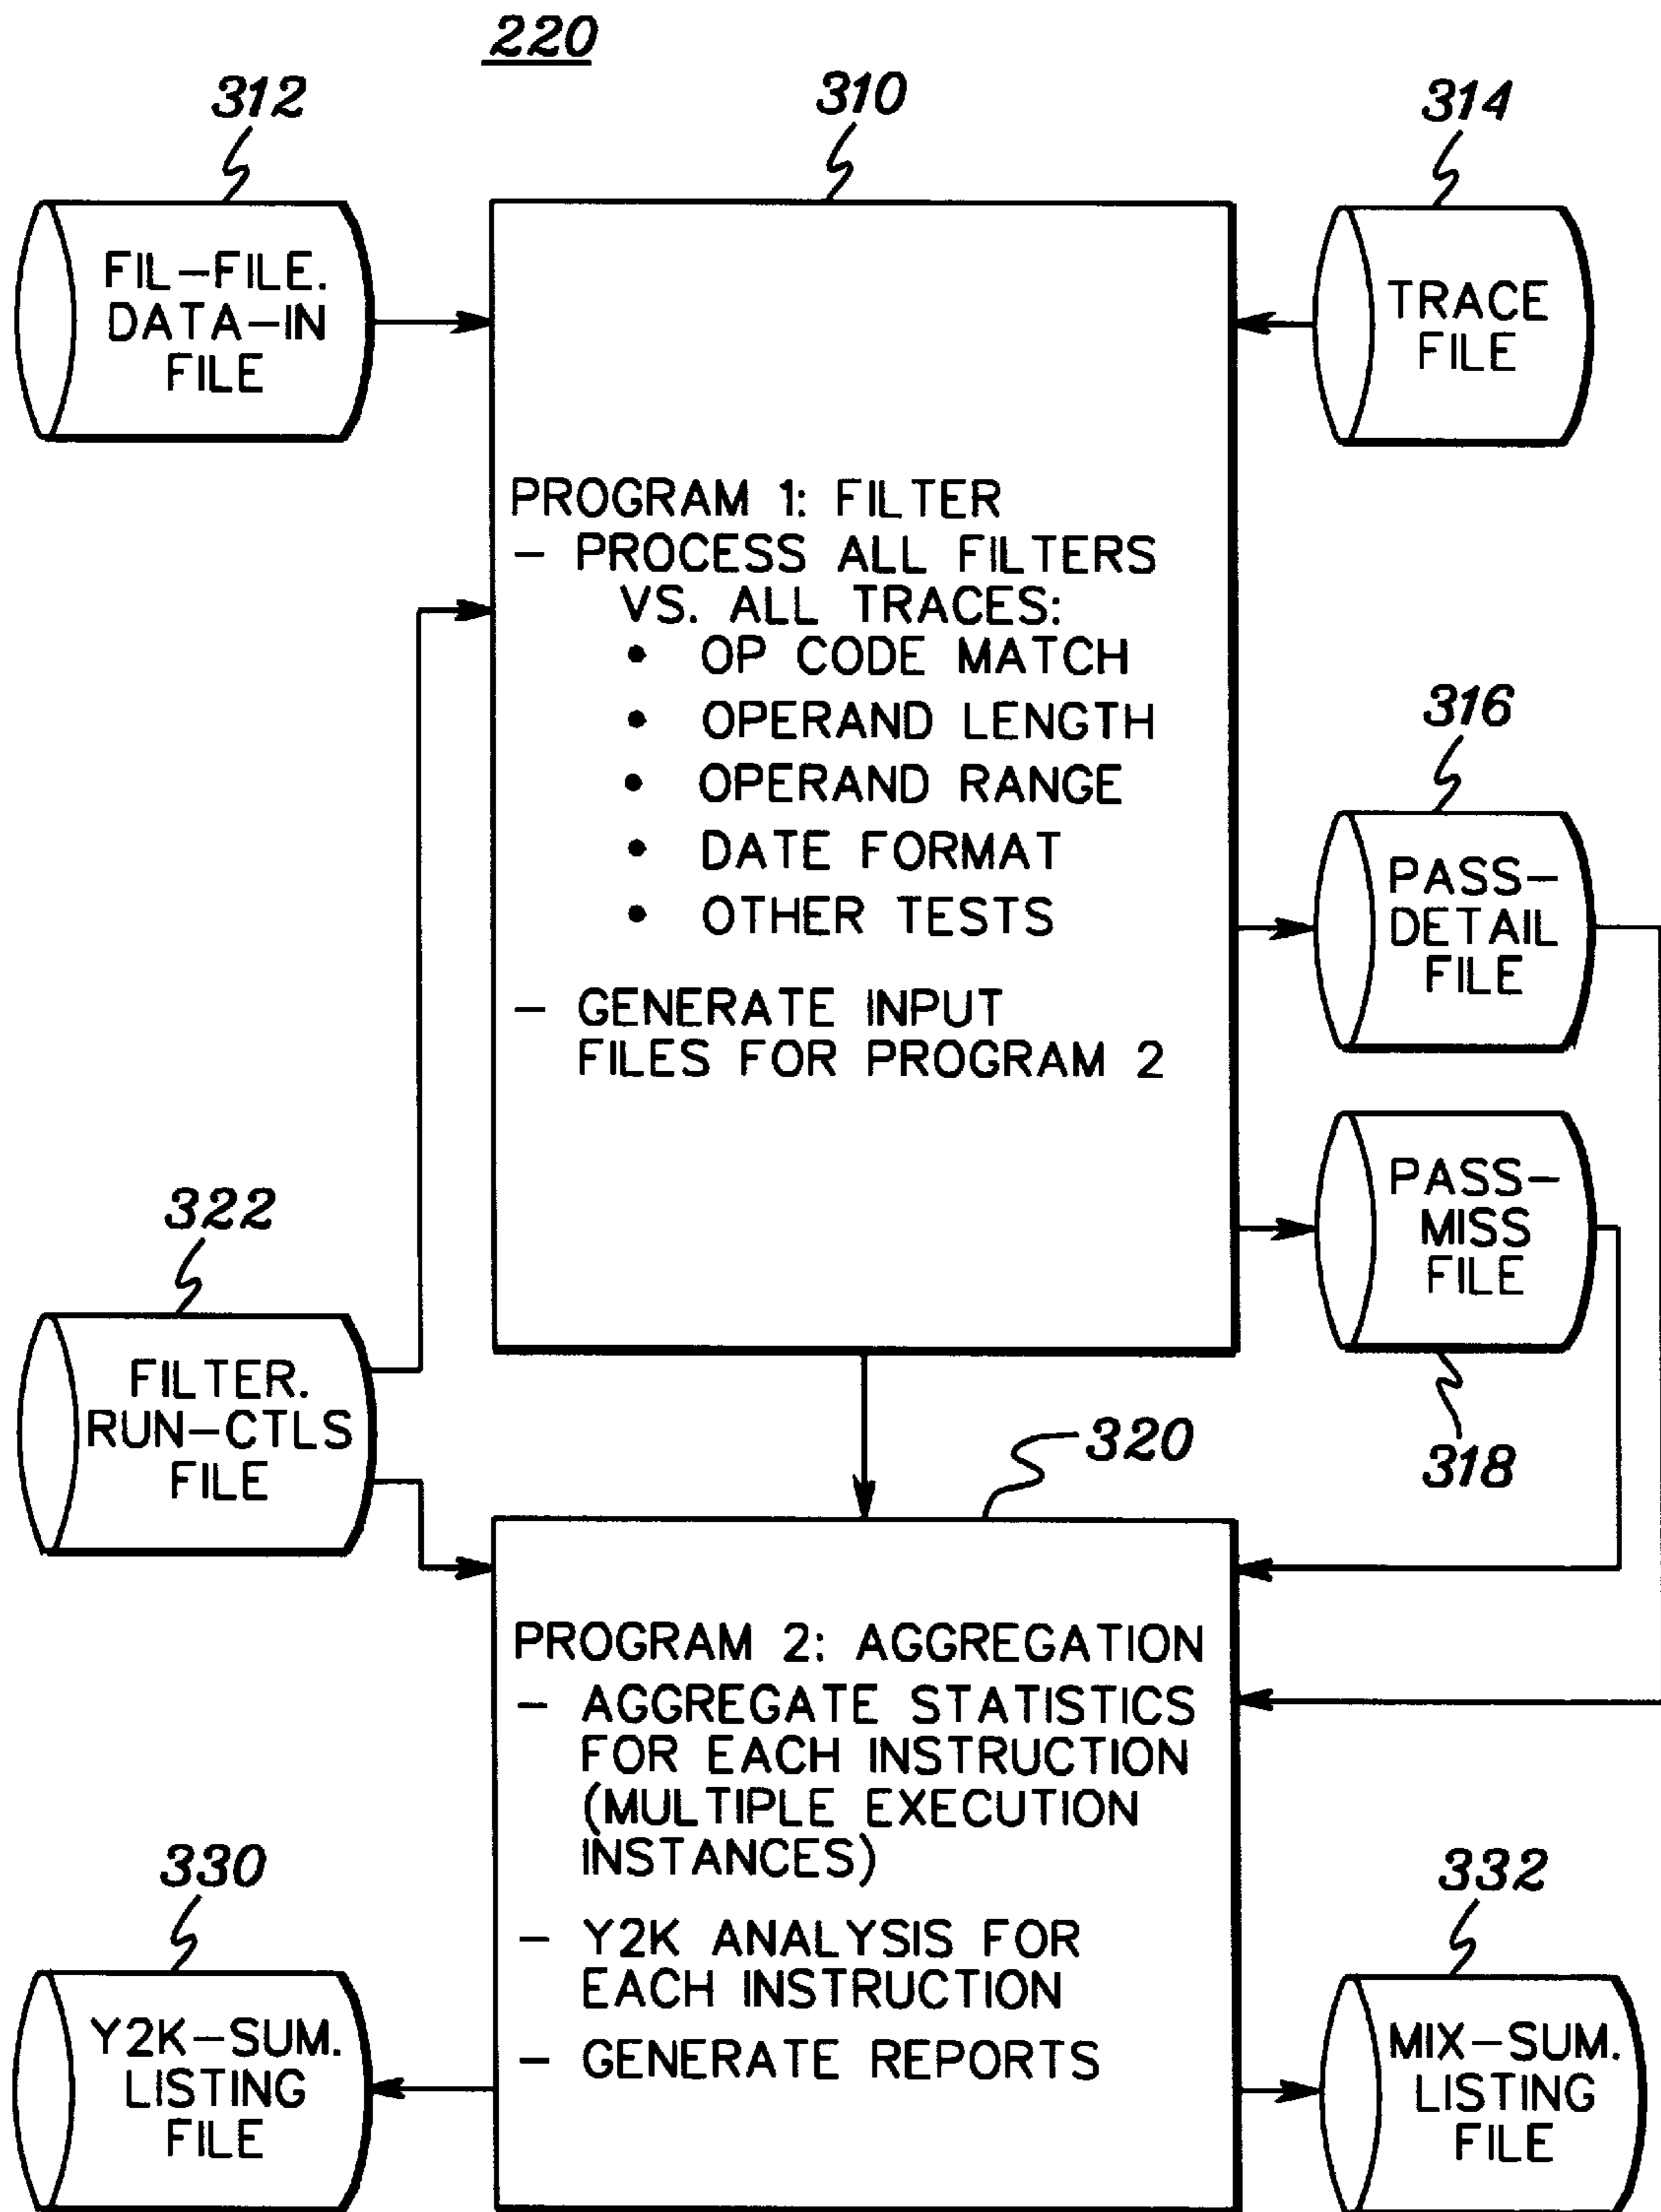 220
312
310
314
FIL-FILE.
DATA-IN
FILE
TRACE
FILE
PROGRAM 1: FILTER
- PROCESS ALL FILTERS
VS. ALL TRACES:
• OP CODE MATCH
• OPERAND LENGTH
• OPERAND RANGE
• DATE FORMAT
• OTHER TESTS
- GENERATE INPUT
FILES FOR PROGRAM 2
316
PASS-
DETAIL
FILE
PASS-
MISS
FILE
318
322
FILTER.
RUN-CTLS
FILE
320
PROGRAM 2: AGGREGATION
- AGGREGATE STATISTICS
FOR EACH INSTRUCTION
(MULTIPLE EXECUTION
INSTANCES)
- Y2K ANALYSIS FOR
EACH INSTRUCTION
- GENERATE REPORTS
330
Y2K-SUM.
LISTING
FILE
332
MIX-SUM.
LISTING
FILE